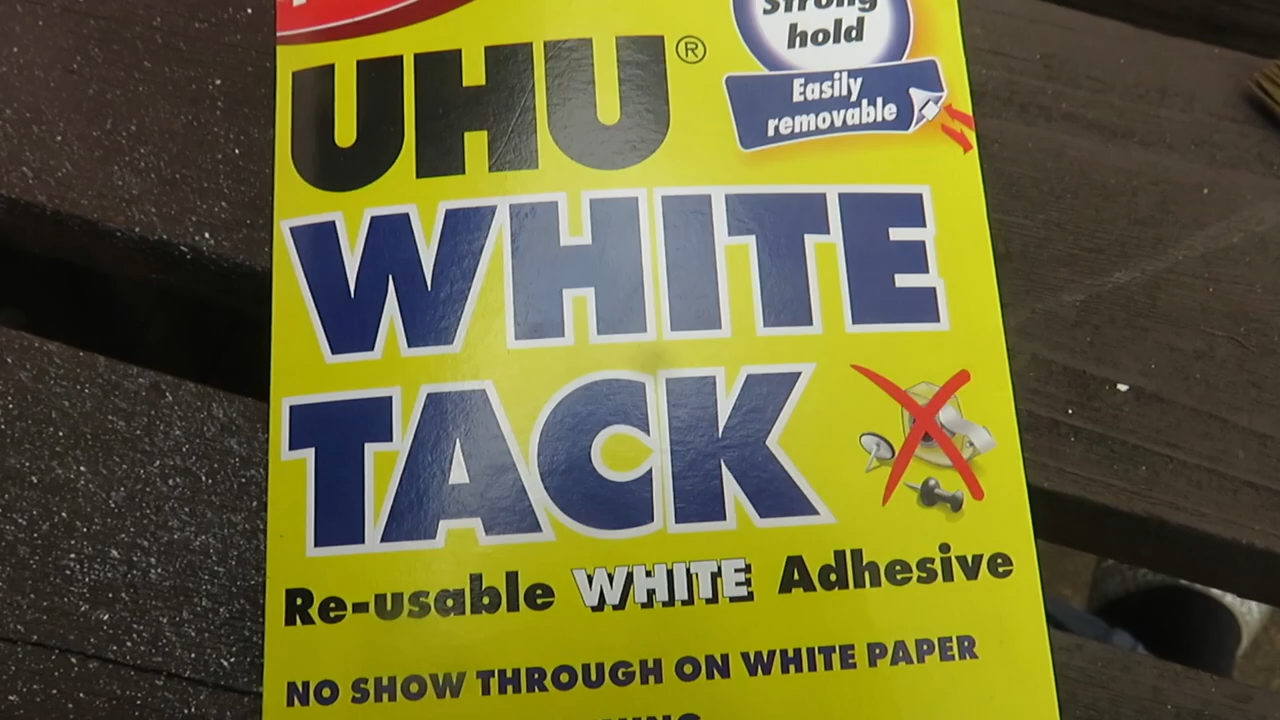 Strong
hold
Easily
removable
UHU®
WHITE
TACK
Re-usable WHITE Adhesive
NO SHOW THROUGH ON WHITE PAPER